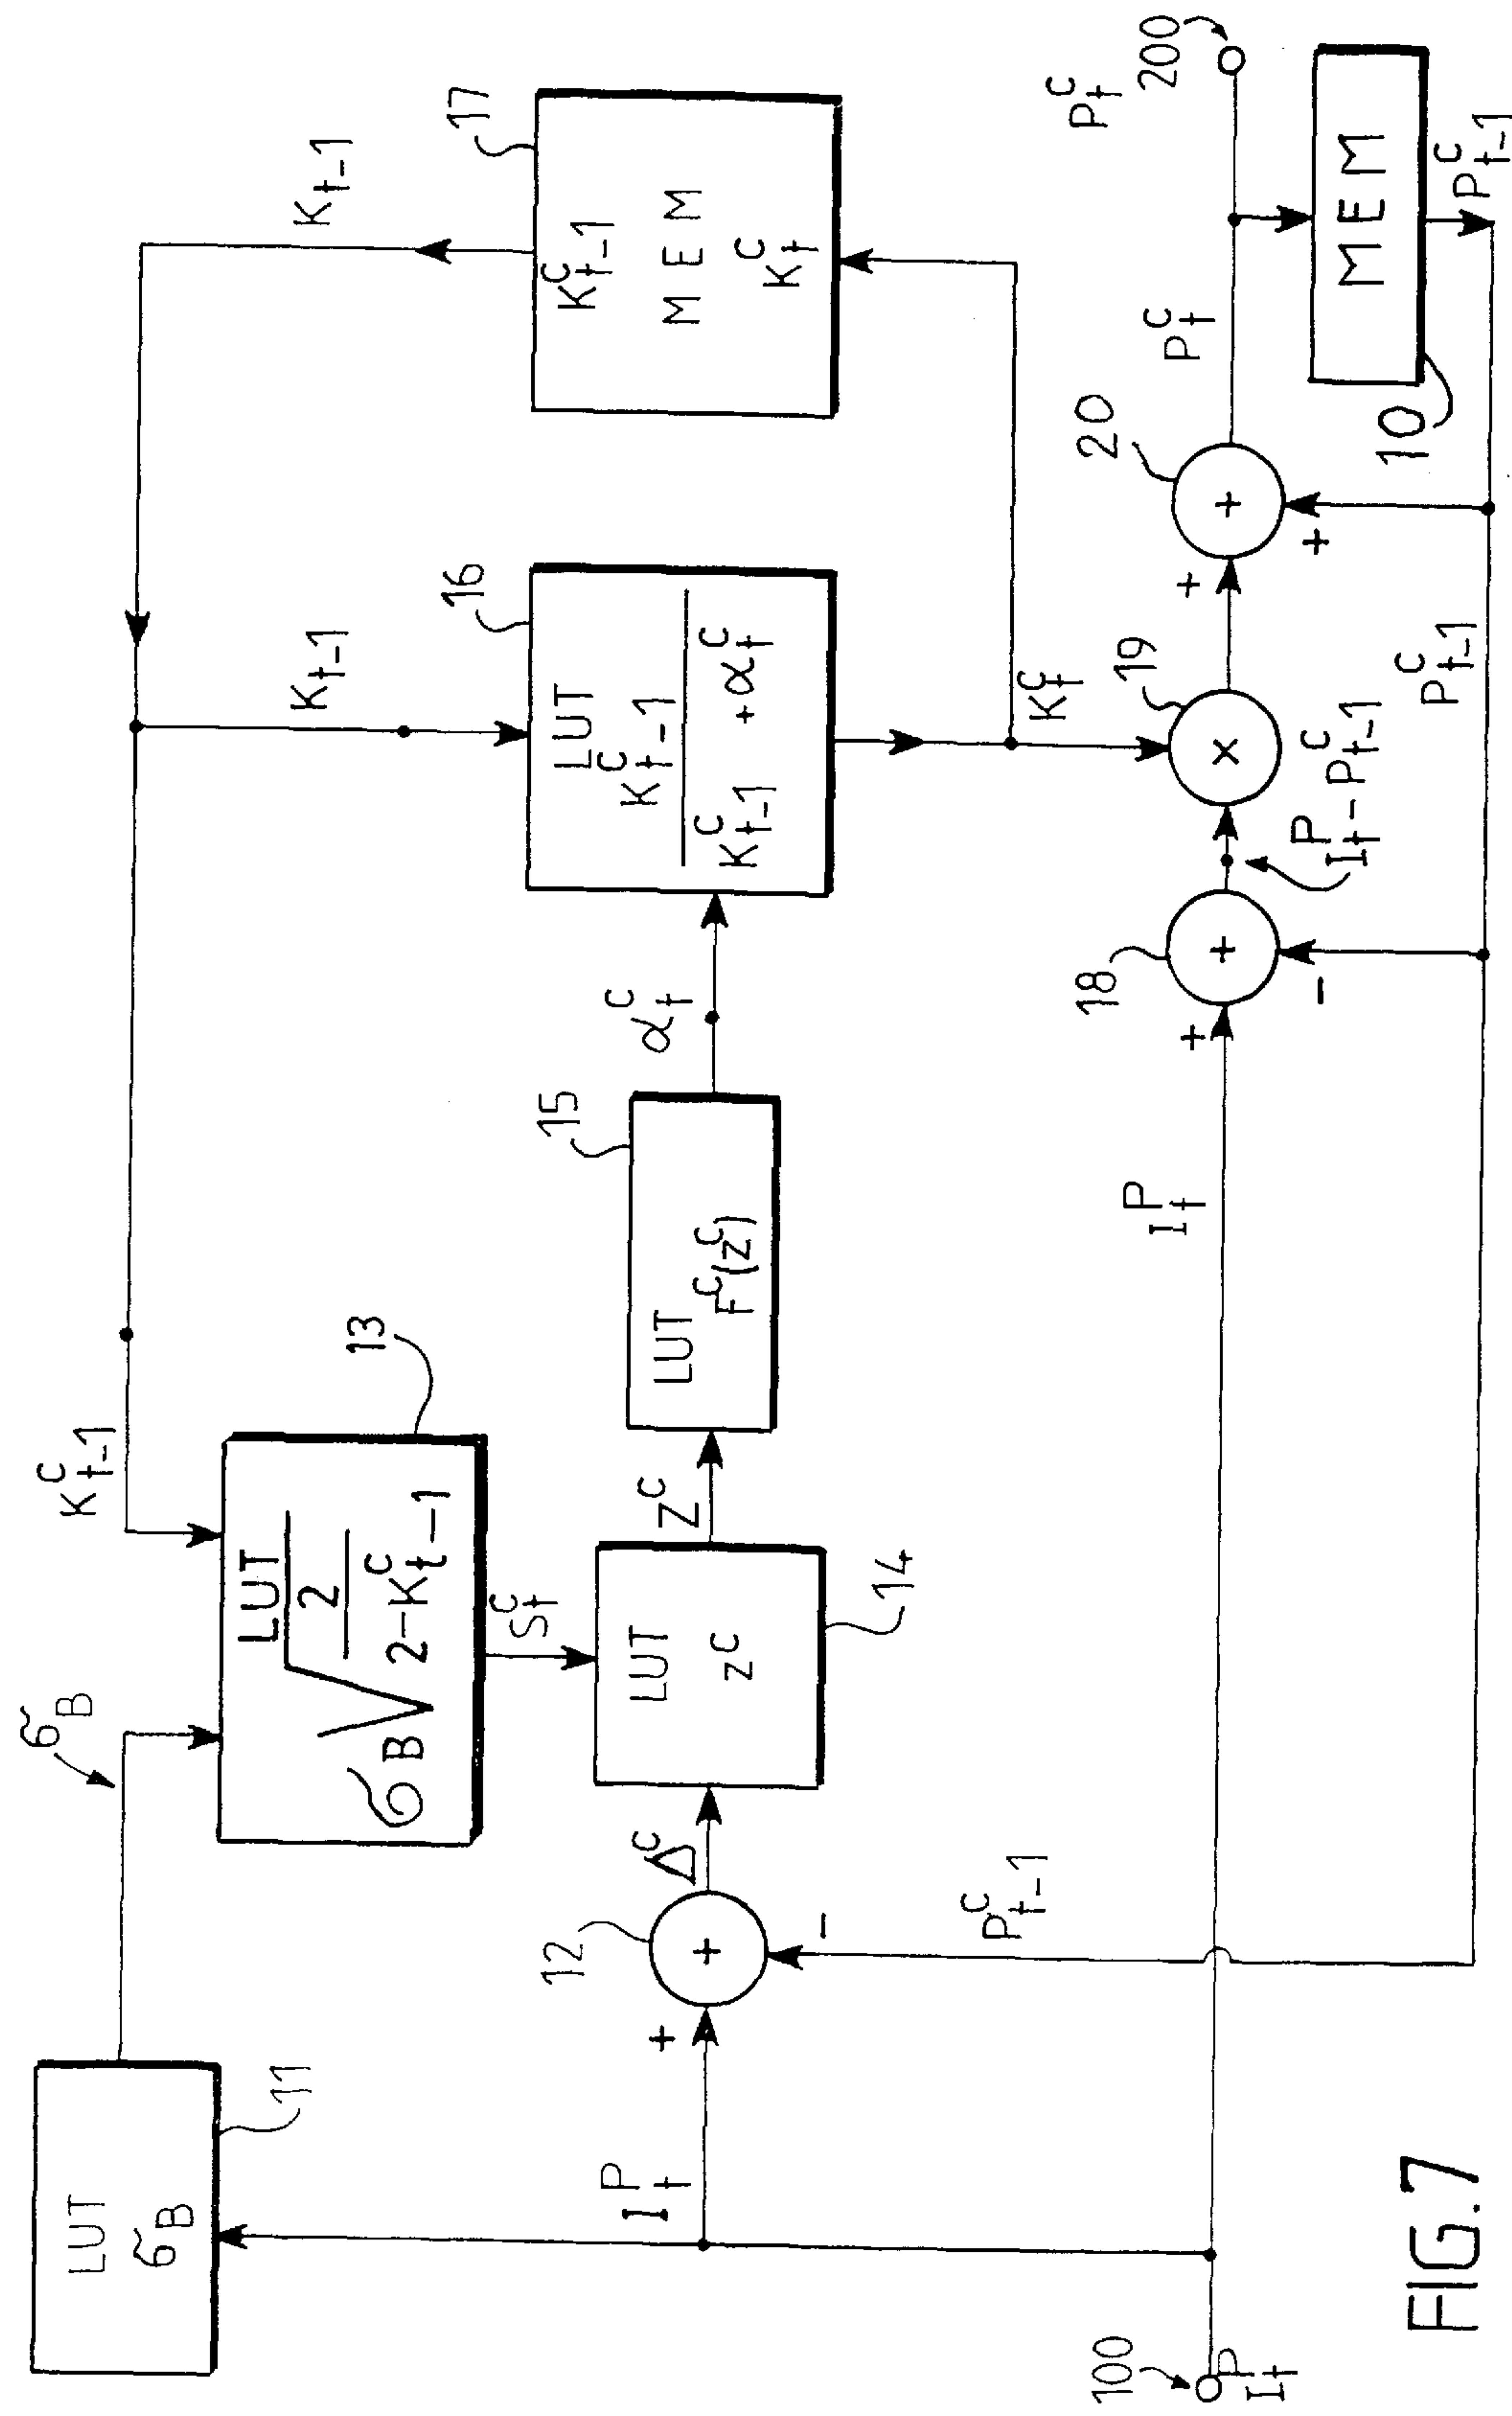 LUT
σ̃_B
11
σ̃_B
K^C_{t-1}
LUT
σ_B √ 2 / 2-K^C_{t-1}
13
S^C_t
K_{t-1}
K_{t-1}
17
K^C_{t-1}
MEM
K^C_t
16
LUT
K^C_{t-1}
K^C_{t-1} + α^C_t
K^C_t
I^P_t
+
12
+
-
Δ^C
LUT
z^C
14
Z^C
15
LUT
F^C(z^C)
α^C_t
P^C_{t-1}
100
I^P_t
I^P_t
+
18
+
-
I^P_t-P^C_{t-1}
19
×
+
20
+
+
P^C_t
P^C_t
200
MEM
10
P^C_{t-1}
P^C_{t-1}
FIG.7